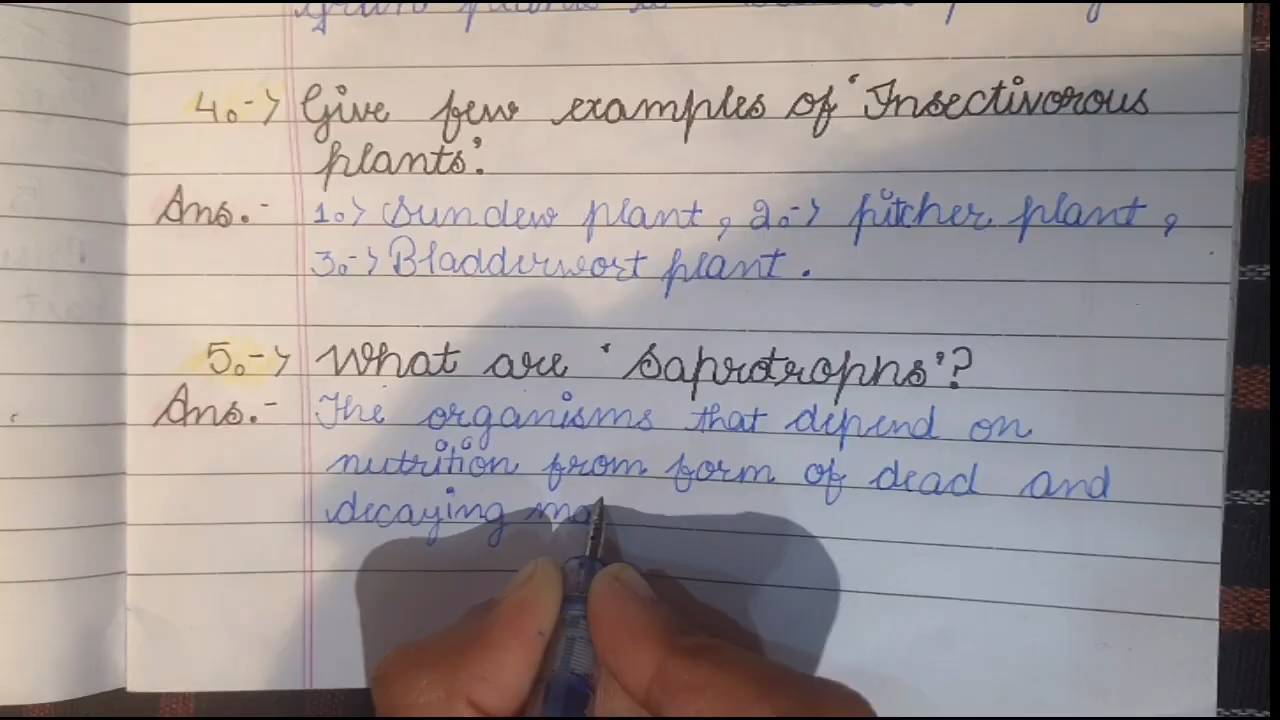 4.-> Give few examples of 'Insectivorous
plants'.
Ans.- 1.> Sundew plant, 2.-> pitcher plant,
3.-> Bladderwort plant.
5.-> What are 'Saprotrophs'?
Ans.- The organisms that depend on
nutrition from form of dead and
decaying ma